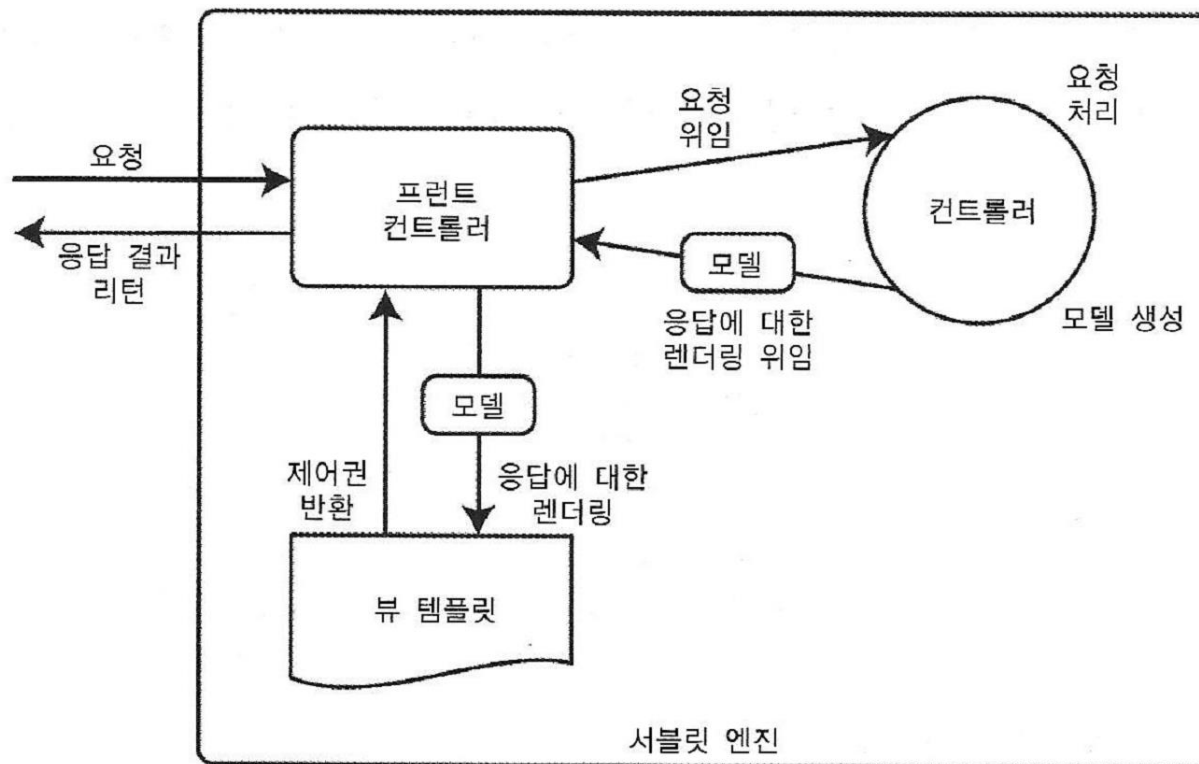 요청
응답 결과
리턴
프런트
컨트롤러
요청
위임
요청
처리
컨트롤러
모델
응답에 대한
렌더링 위임
모델 생성
모델
제어권
반환
응답에 대한
렌더링
뷰 템플릿
서블릿 엔진